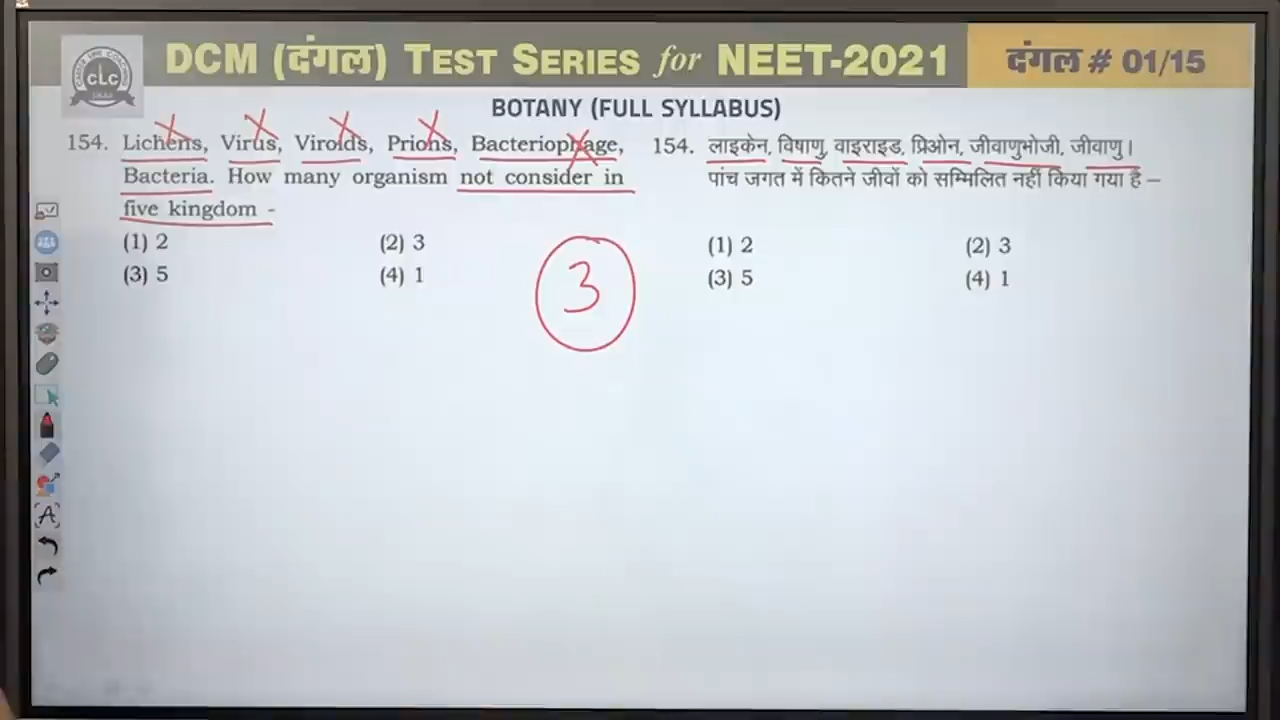 DCM (दंगल) TEST SERIES for NEET-2021
दंगल # 01/15
CLC
BOTANY (FULL SYLLABUS)
154. Lichens, Virus, Viroids, Prions, Bacteriophage,
Bacteria. How many organism not consider in
five kingdom -
(1) 2 (2) 3
(3) 5 (4) 1
3
154. लाइकेन, विषाणु, वाइराइड, प्रिओन, जीवाणुभोजी, जीवाणु।
पांच जगत में कितने जीवों को सम्मिलित नहीं किया गया है –
(1) 2 (2) 3
(3) 5 (4) 1